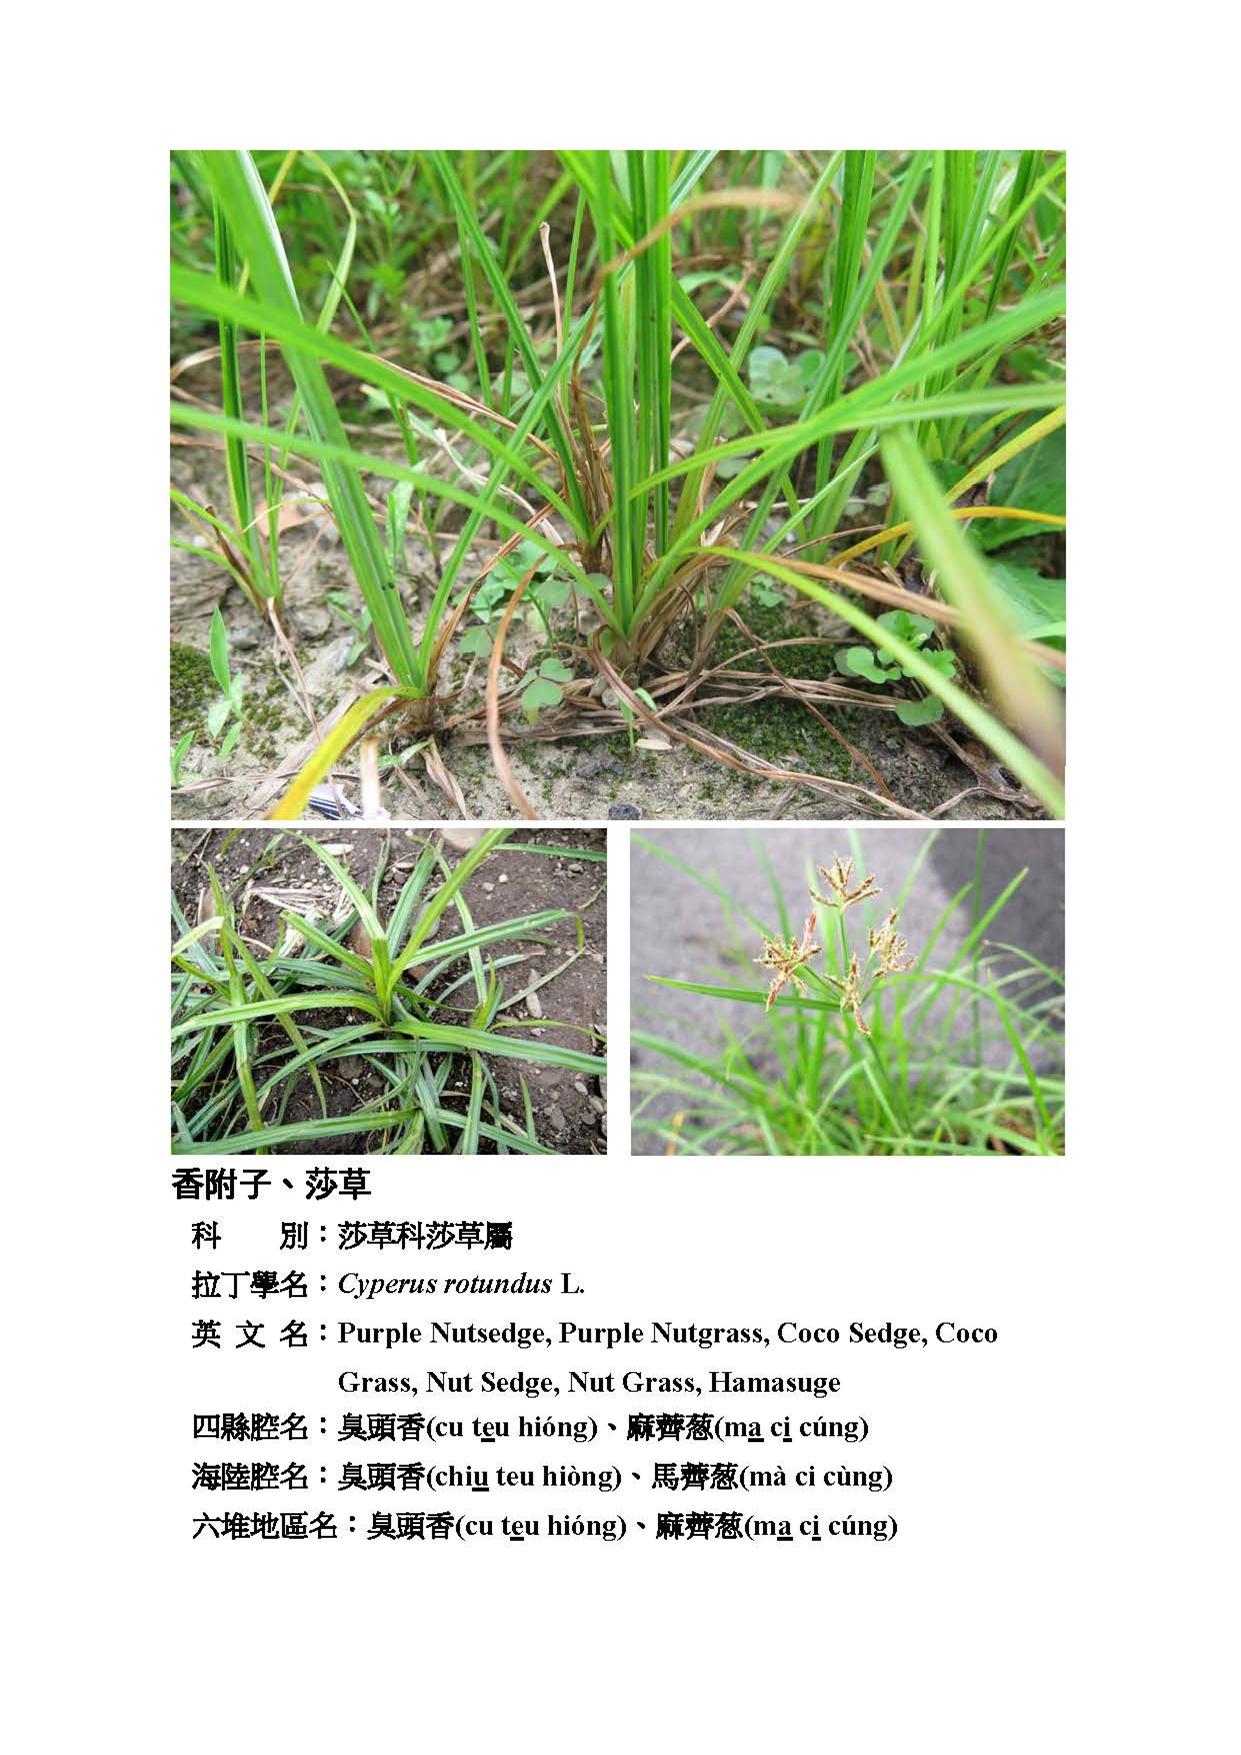 香附子、莎草
科　　別：莎草科莎草屬
拉丁學名：Cyperus rotundus L.
英 文 名：Purple Nutsedge, Purple Nutgrass, Coco Sedge, Coco
Grass, Nut Sedge, Nut Grass, Hamasuge
四縣腔名：臭頭香(cu teu hióng)、麻薺葱(ma ci cúng)
海陸腔名：臭頭香(chiu teu hiòng)、馬薺葱(mà ci cùng)
六堆地區名：臭頭香(cu teu hióng)、麻薺葱(ma ci cúng)